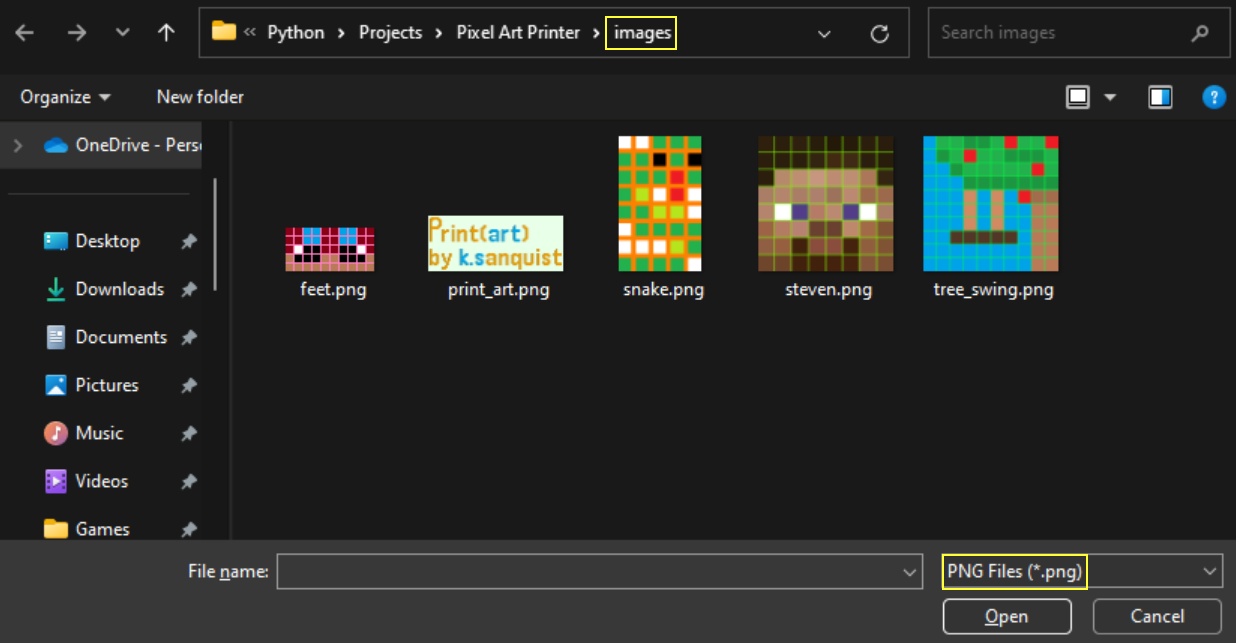 « Python > Projects > Pixel Art Printer > images
Search images
Organize New folder
?
OneDrive - Pers
Desktop
Downloads
Documents
Pictures
Music
Videos
Games
Print(art)
by k.sanquist
feet.png print_art.png snake.png steven.png tree_swing.png
File name: PNG Files (*.png)
Open Cancel